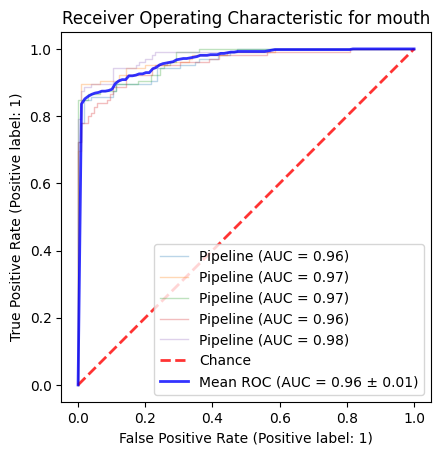 Receiver Operating Characteristic for mouth
True Positive Rate (Positive label: 1)
1.0
0.8
0.6
0.4
0.2
0.0
Pipeline (AUC = 0.96)
Pipeline (AUC = 0.97)
Pipeline (AUC = 0.97)
Pipeline (AUC = 0.96)
Pipeline (AUC = 0.98)
Chance
Mean ROC (AUC = 0.96 ± 0.01)
0.0 0.2 0.4 0.6 0.8 1.0
False Positive Rate (Positive label: 1)